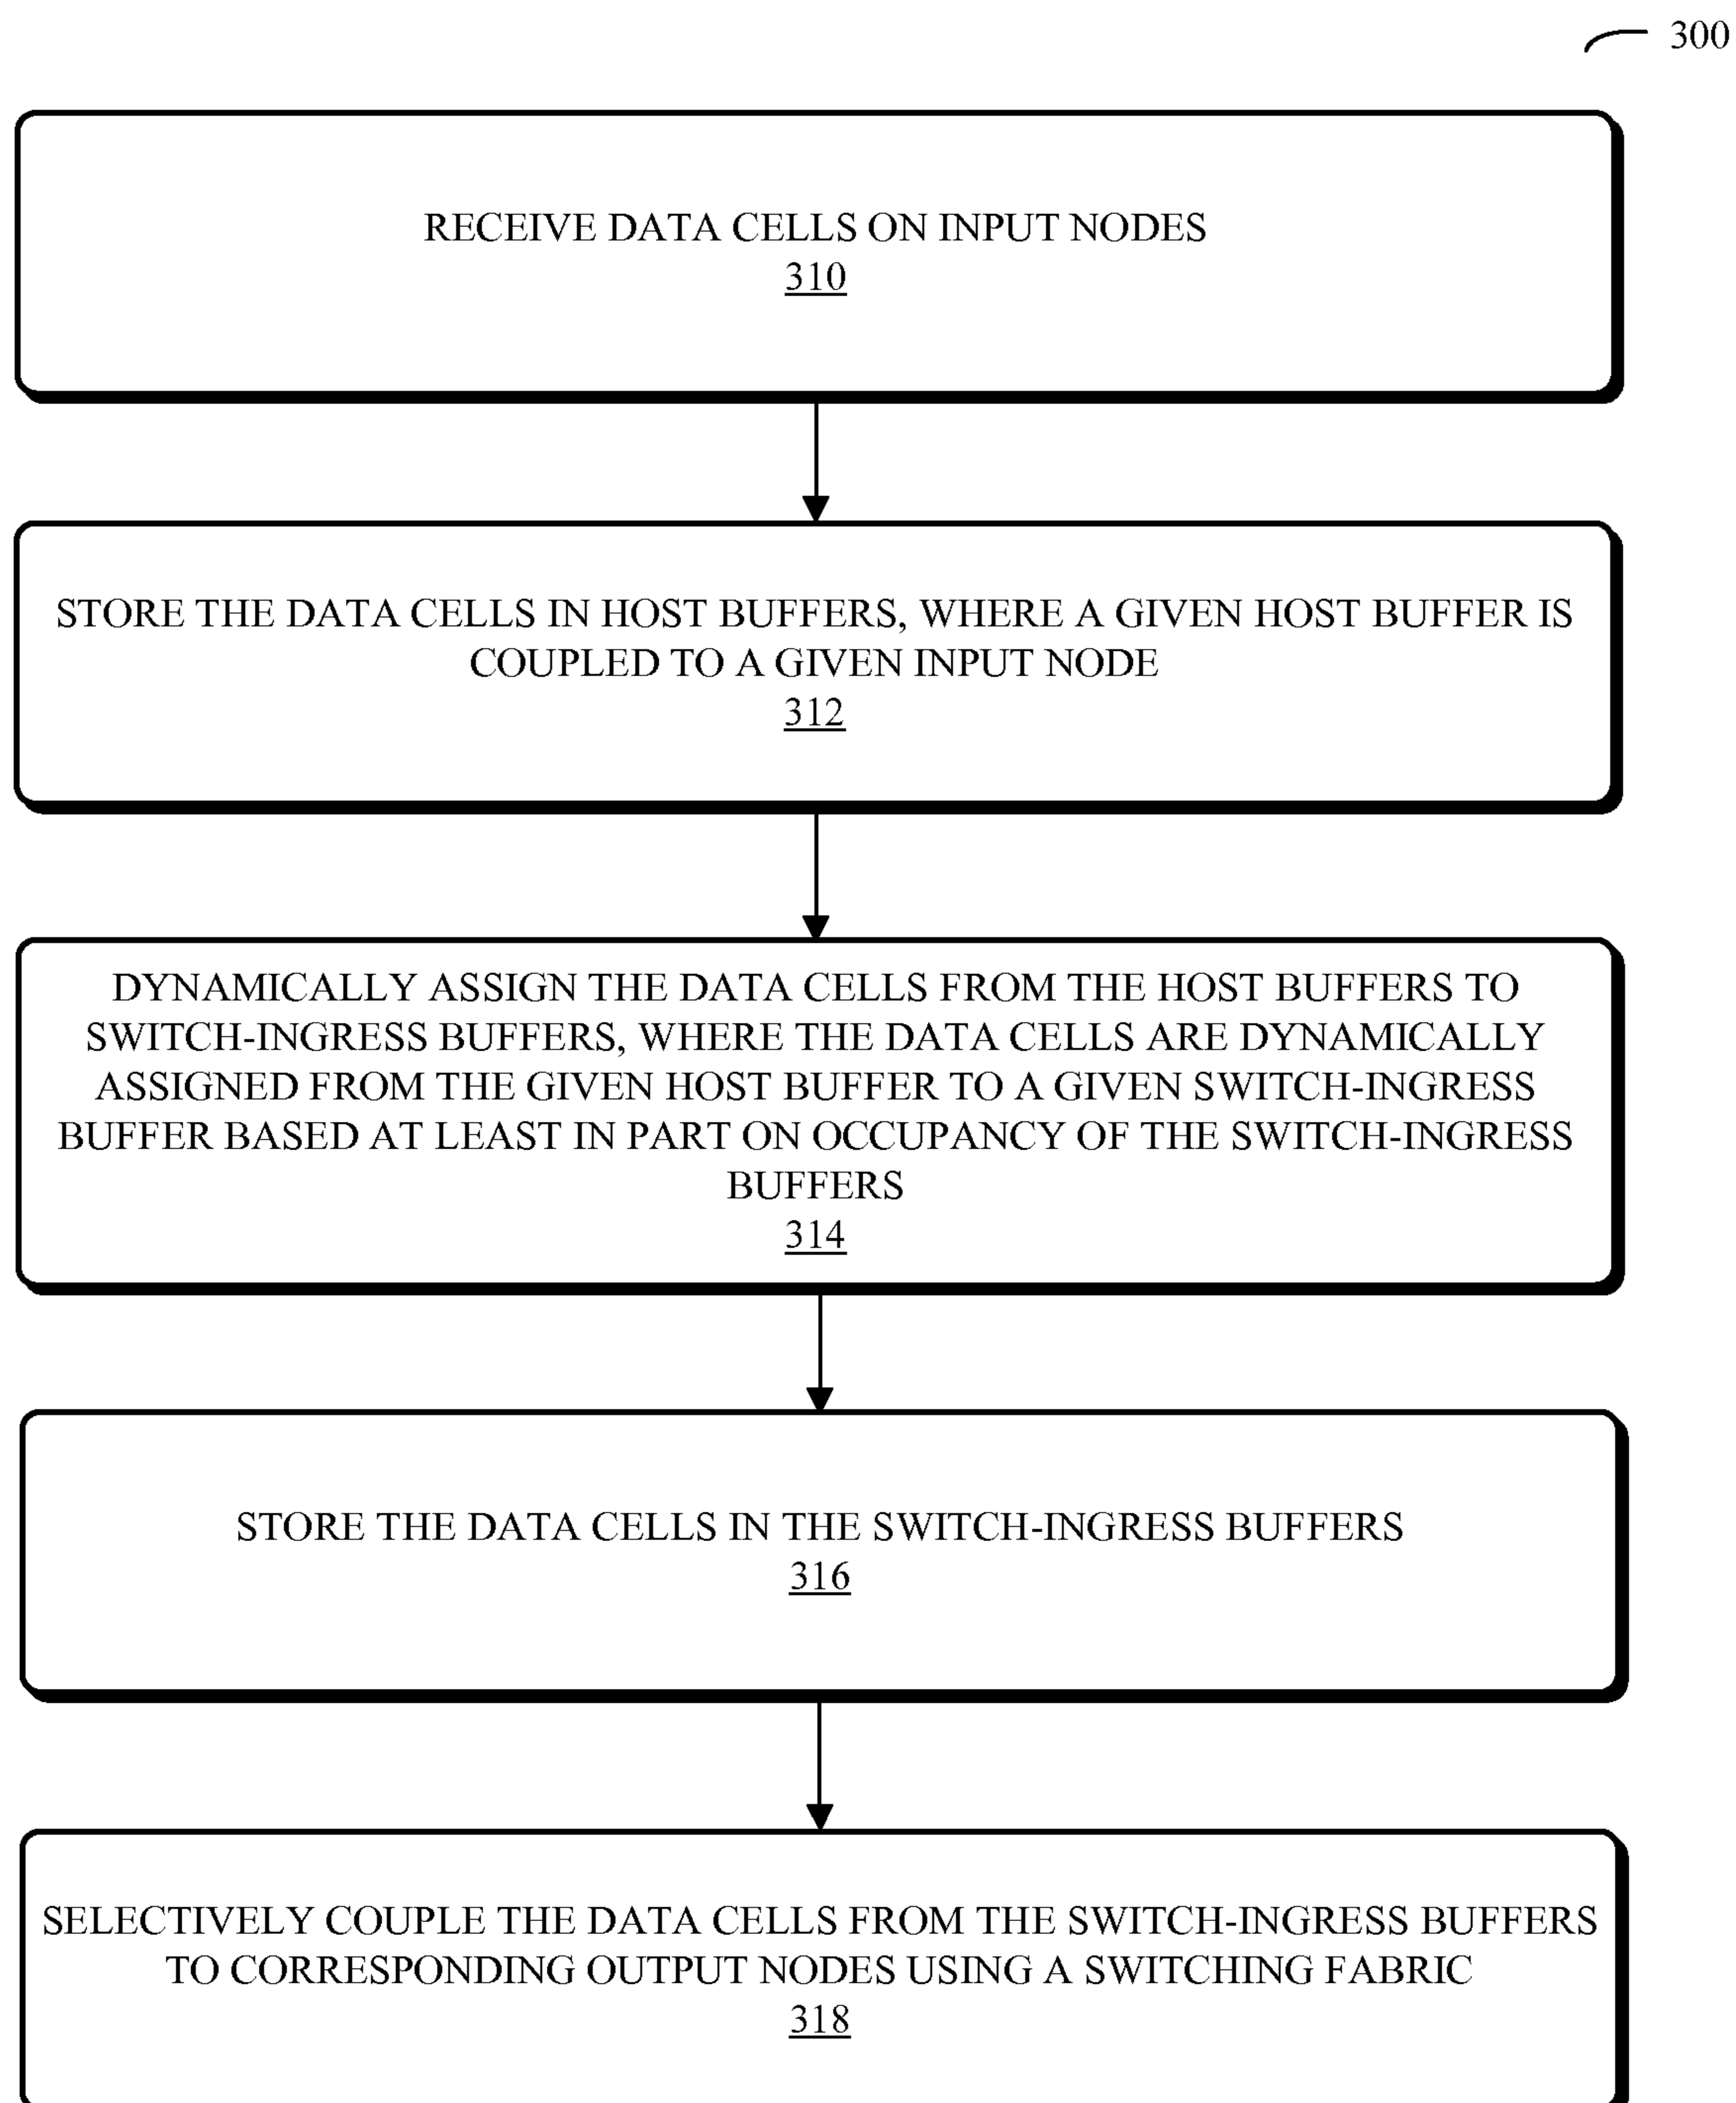 300
RECEIVE DATA CELLS ON INPUT NODES
310
STORE THE DATA CELLS IN HOST BUFFERS, WHERE A GIVEN HOST BUFFER IS
COUPLED TO A GIVEN INPUT NODE
312
DYNAMICALLY ASSIGN THE DATA CELLS FROM THE HOST BUFFERS TO
SWITCH-INGRESS BUFFERS, WHERE THE DATA CELLS ARE DYNAMICALLY
ASSIGNED FROM THE GIVEN HOST BUFFER TO A GIVEN SWITCH-INGRESS
BUFFER BASED AT LEAST IN PART ON OCCUPANCY OF THE SWITCH-INGRESS
BUFFERS
314
STORE THE DATA CELLS IN THE SWITCH-INGRESS BUFFERS
316
SELECTIVELY COUPLE THE DATA CELLS FROM THE SWITCH-INGRESS BUFFERS
TO CORRESPONDING OUTPUT NODES USING A SWITCHING FABRIC
318